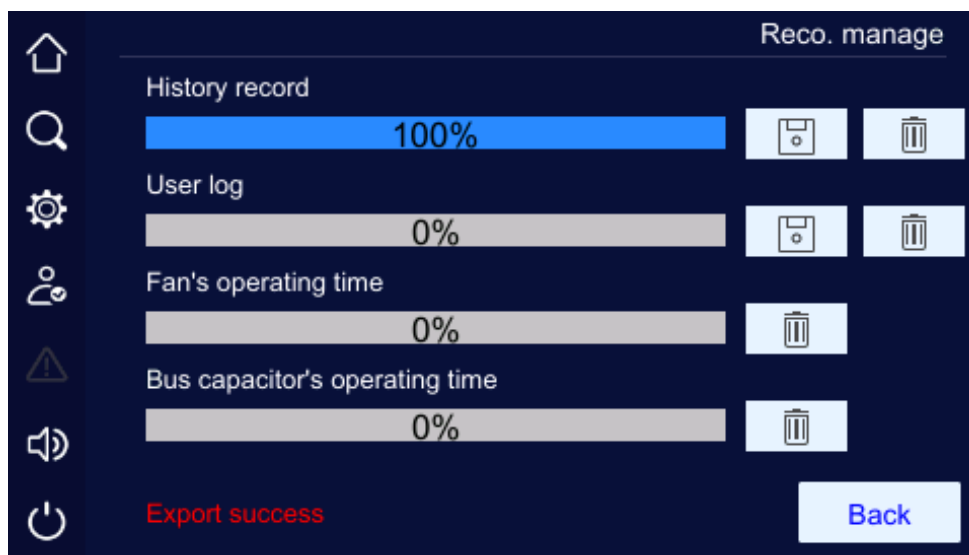 Reco. manage
History record
100%
User log
0%
Fan's operating time
0%
Bus capacitor's operating time
0%
Export success
Back